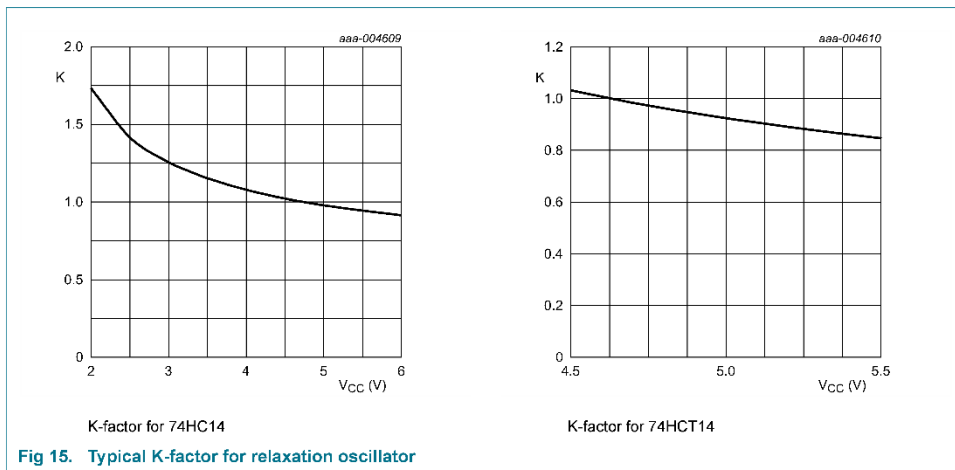 aaa-004609
2.0
K
1.5
1.0
0.5
0
2
3
4
5
6
VCC (V)
K-factor for 74HC14
aaa-004610
1.2
K
1.0
0.8
0.6
0.4
0.2
0
4.5
5.0
5.5
VCC (V)
K-factor for 74HCT14
Fig 15. Typical K-factor for relaxation oscillator